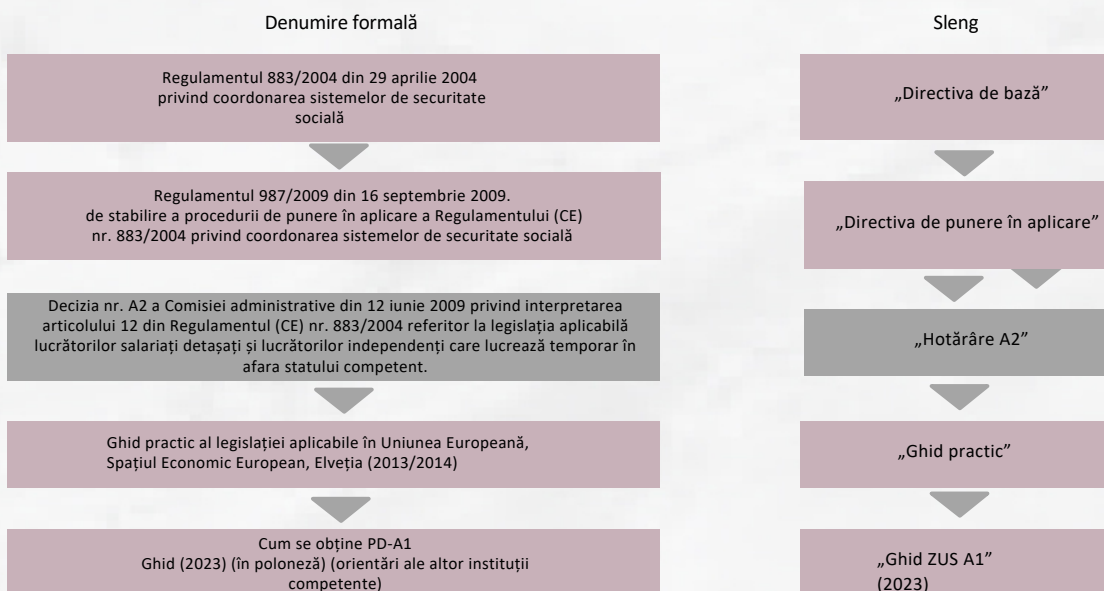 Denumire formală
Sleng
Regulamentul 883/2004 din 29 aprilie 2004
privind coordonarea sistemelor de securitate
socială
„Directiva de bază”
Regulamentul 987/2009 din 16 septembrie 2009.
de stabilire a procedurii de punere în aplicare a Regulamentului (CE)
nr. 883/2004 privind coordonarea sistemelor de securitate socială
„Directiva de punere în aplicare”
Decizia nr. A2 a Comisiei administrative din 12 iunie 2009 privind interpretarea
articolului 12 din Regulamentul (CE) nr. 883/2004 referitor la legislația aplicabilă
lucrătorilor salariați detașați și lucrătorilor independenți care lucrează temporar în
afara statului competent.
„Hotărâre A2”
Ghid practic al legislației aplicabile în Uniunea Europeană,
Spațiul Economic European, Elveția (2013/2014)
„Ghid practic”
Cum se obține PD-A1
Ghid (2023) (în poloneză) (orientări ale altor instituții
competente)
„Ghid ZUS A1”
(2023)